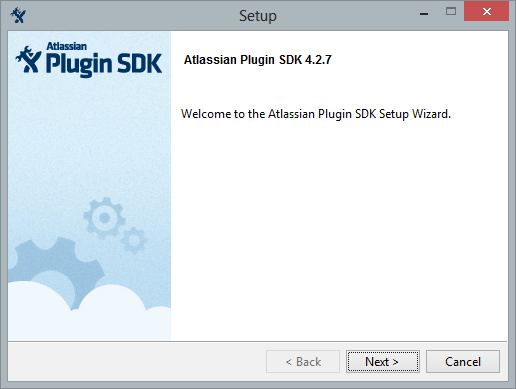 Setup
Atlassian
Plugin SDK
Atlassian Plugin SDK 4.2.7
Welcome to the Atlassian Plugin SDK Setup Wizard.
< Back
Next >
Cancel